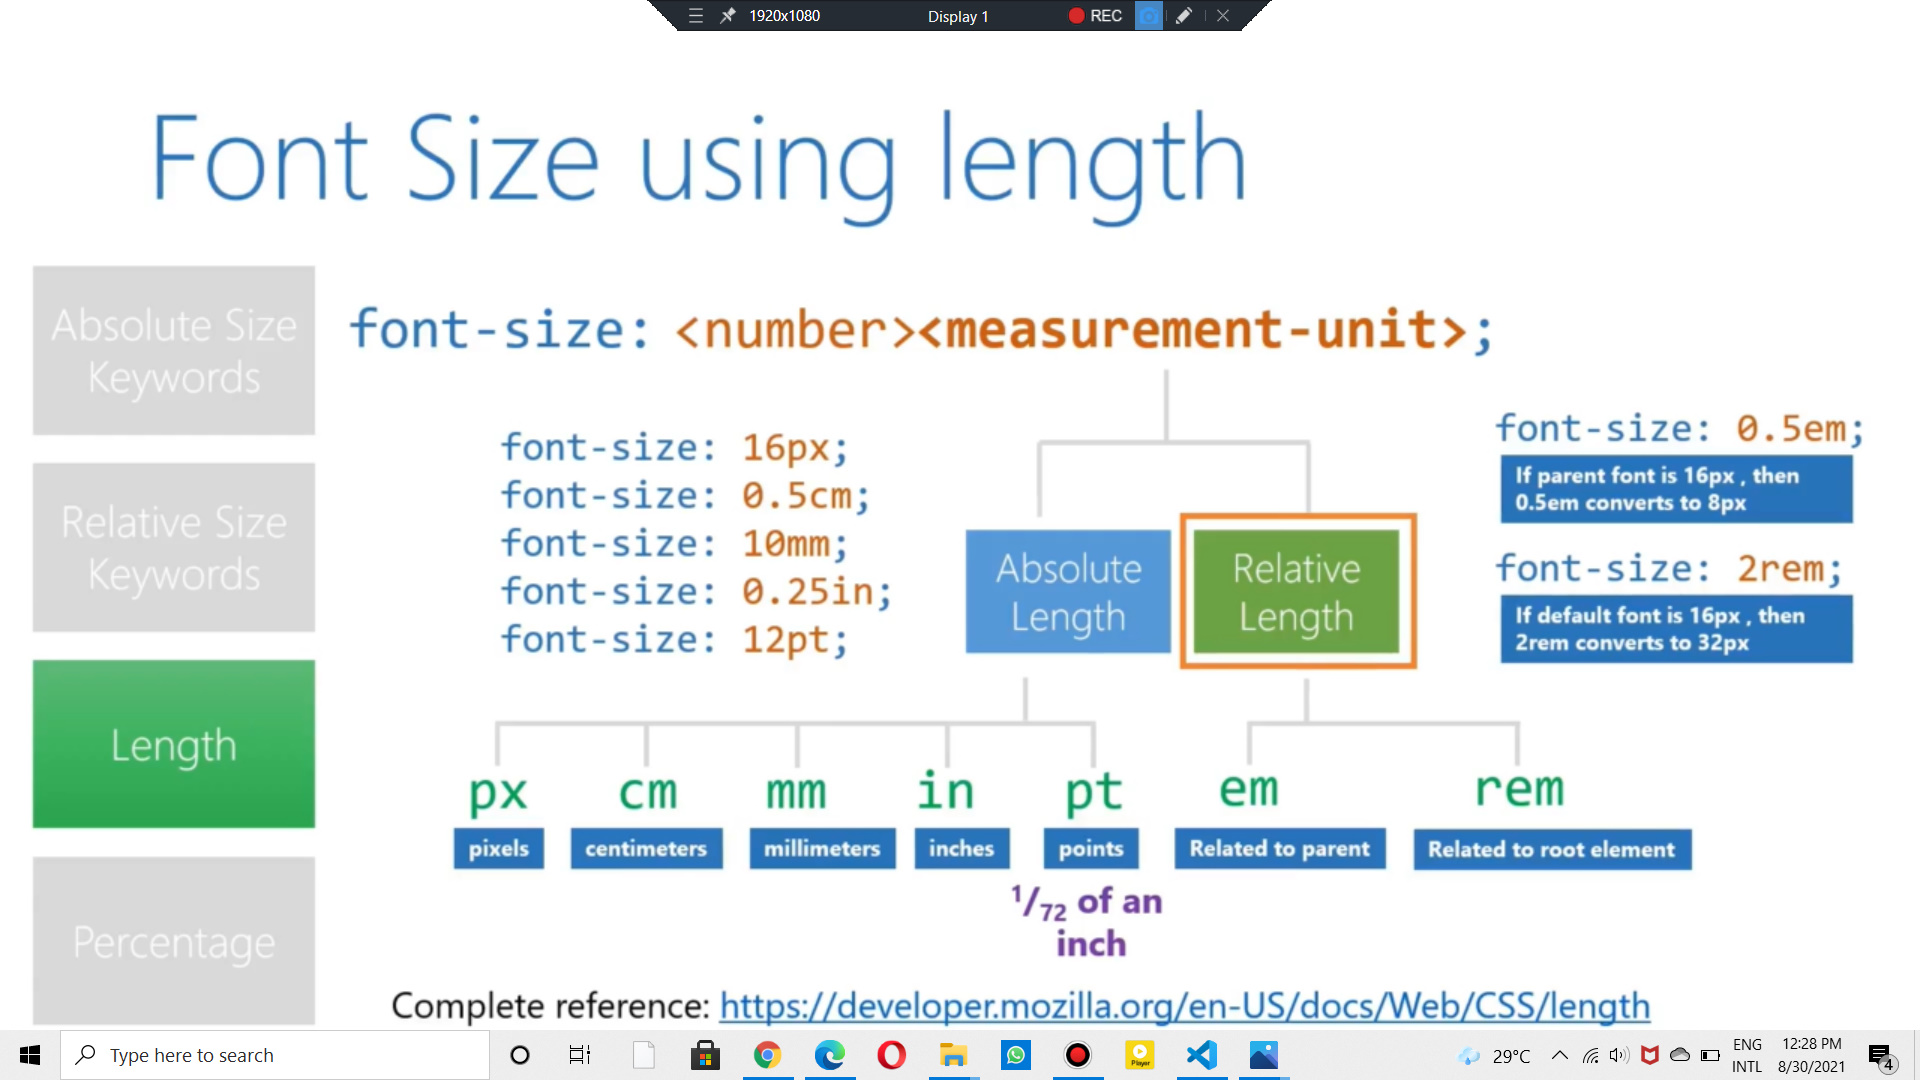 1920x1080
Display 1
REC
Font Size using length
Absolute Size
Keywords
Relative Size
Keywords
Length
Percentage
font-size: <number><measurement-unit>;
font-size: 16px;
font-size: 0.5cm;
font-size: 10mm;
font-size: 0.25in;
font-size: 12pt;
Absolute
Length
Relative
Length
font-size: 0.5em;
If parent font is 16px , then
0.5em converts to 8px
font-size: 2rem;
If default font is 16px , then
2rem converts to 32px
px
cm
mm
in
pt
em
rem
pixels
centimeters
millimeters
inches
points
Related to parent
Related to root element
1/72 of an
inch
Complete reference: https://developer.mozilla.org/en-US/docs/Web/CSS/length
Type here to search
Player
29°C
ENG
INTL
12:28 PM
8/30/2021
4